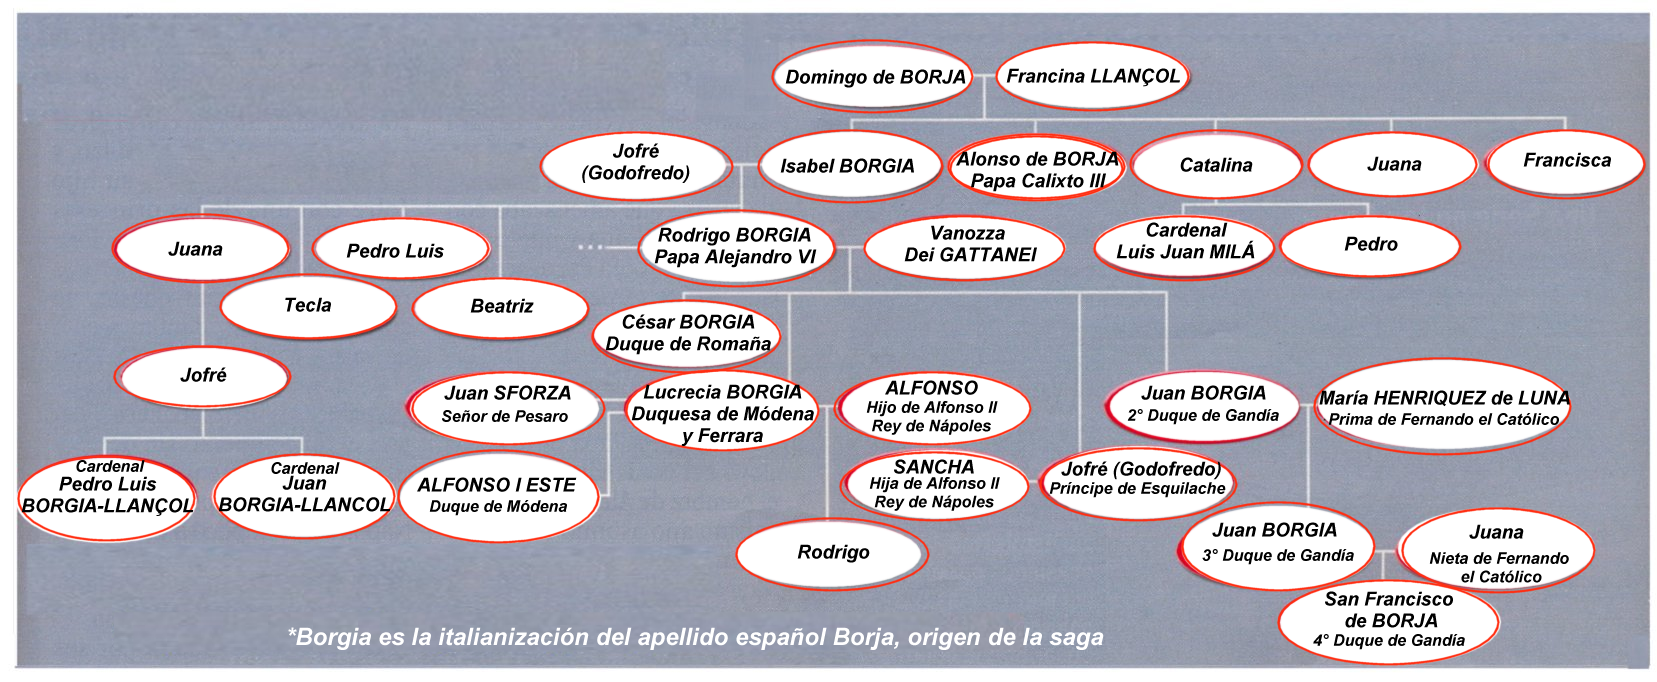 Domingo de BORJA
Francina LLANÇOL
Jofré
(Godofredo)
Isabel BORGIA
Alonso de BORJA
Papa Calixto III
Catalina
Juana
Francisca
Juana
Pedro Luis
Rodrigo BORGIA
Papa Alejandro VI
Vanozza
Dei GATTANEI
Cardenal
Luis Juan MILÁ
Pedro
Tecla
Beatriz
César BORGIA
Duque de Romaña
Jofré
Juan SFORZA
Señor de Pesaro
Lucrecia BORGIA
Duquesa de Módena
y Ferrara
ALFONSO
Hijo de Alfonso II
Rey de Nápoles
Juan BORGIA
2° Duque de Gandía
María HENRIQUEZ de LUNA
Prima de Fernando el Católico
Cardenal
Pedro Luis
BORGIA-LLANÇOL
Cardenal
Juan
BORGIA-LLANCOL
ALFONSO I ESTE
Duque de Módena
SANCHA
Hija de Alfonso II
Rey de Nápoles
Jofré (Godofredo)
Príncipe de Esquilache
Rodrigo
Juan BORGIA
3° Duque de Gandía
Juana
Nieta de Fernando
el Católico
San Francisco
de BORJA
4° Duque de Gandía
*Borgia es la italianización del apellido español Borja, origen de la saga